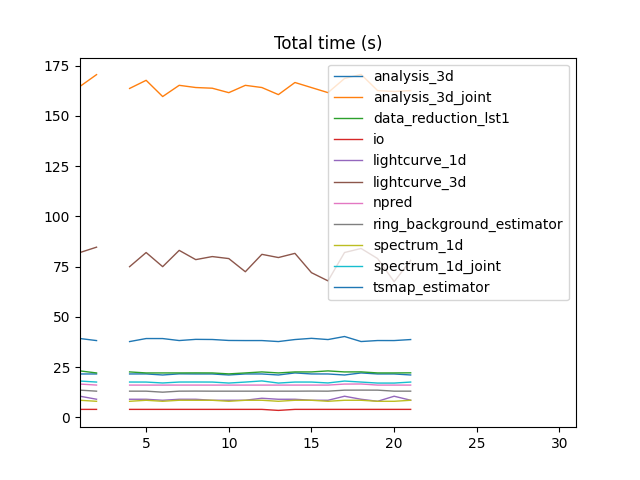 Total time (s)
175
150
125
100
75
50
25
0
5
10
15
20
25
30
analysis_3d
analysis_3d_joint
data_reduction_lst1
io
lightcurve_1d
lightcurve_3d
npred
ring_background_estimator
spectrum_1d
spectrum_1d_joint
tsmap_estimator